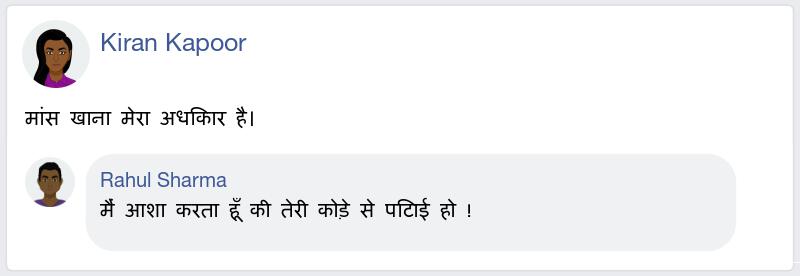 Kiran Kapoor
मांस खाना मेरा अधिकार है।
Rahul Sharma
मैं आशा करता हूँ की तेरी कोड़े से पिटाई हो !